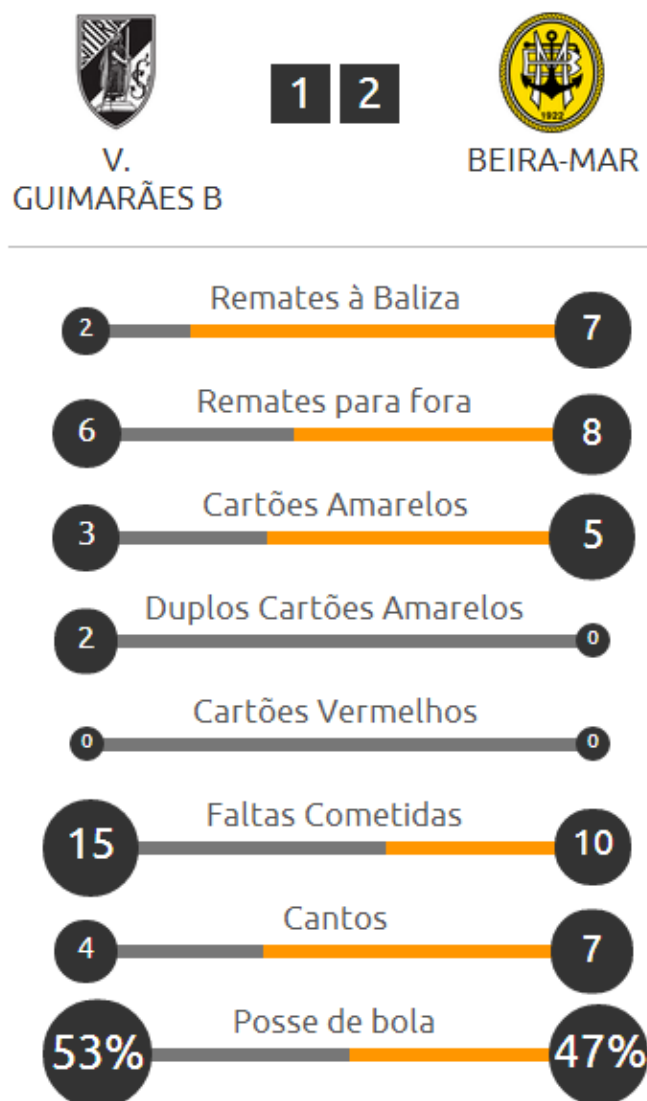 1 2
V. GUIMARÃES B
BEIRA-MAR
1922
Remates à Baliza
2 7
Remates para fora
6 8
Cartões Amarelos
3 5
Duplos Cartões Amarelos
2 0
Cartões Vermelhos
0 0
Faltas Cometidas
15 10
Cantos
4 7
Posse de bola
53% 47%